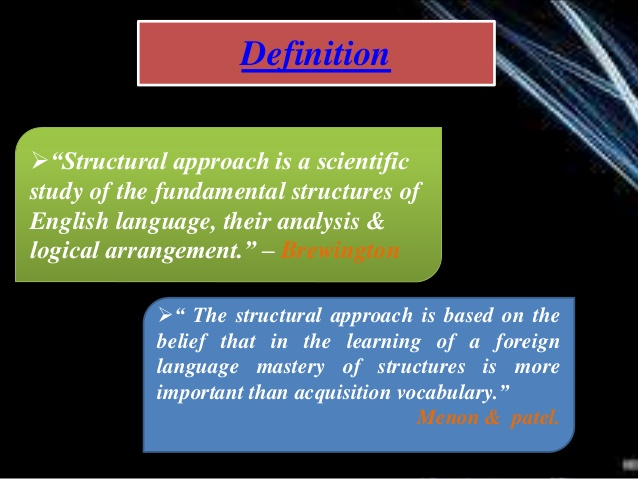 Definition
➢“Structural approach is a scientific
study of the fundamental structures of
English language, their analysis &
logical arrangement.” – Brewington
➢“ The structural approach is based on the
belief that in the learning of a foreign
language mastery of structures is more
important than acquisition vocabulary.”
Menon & patel.